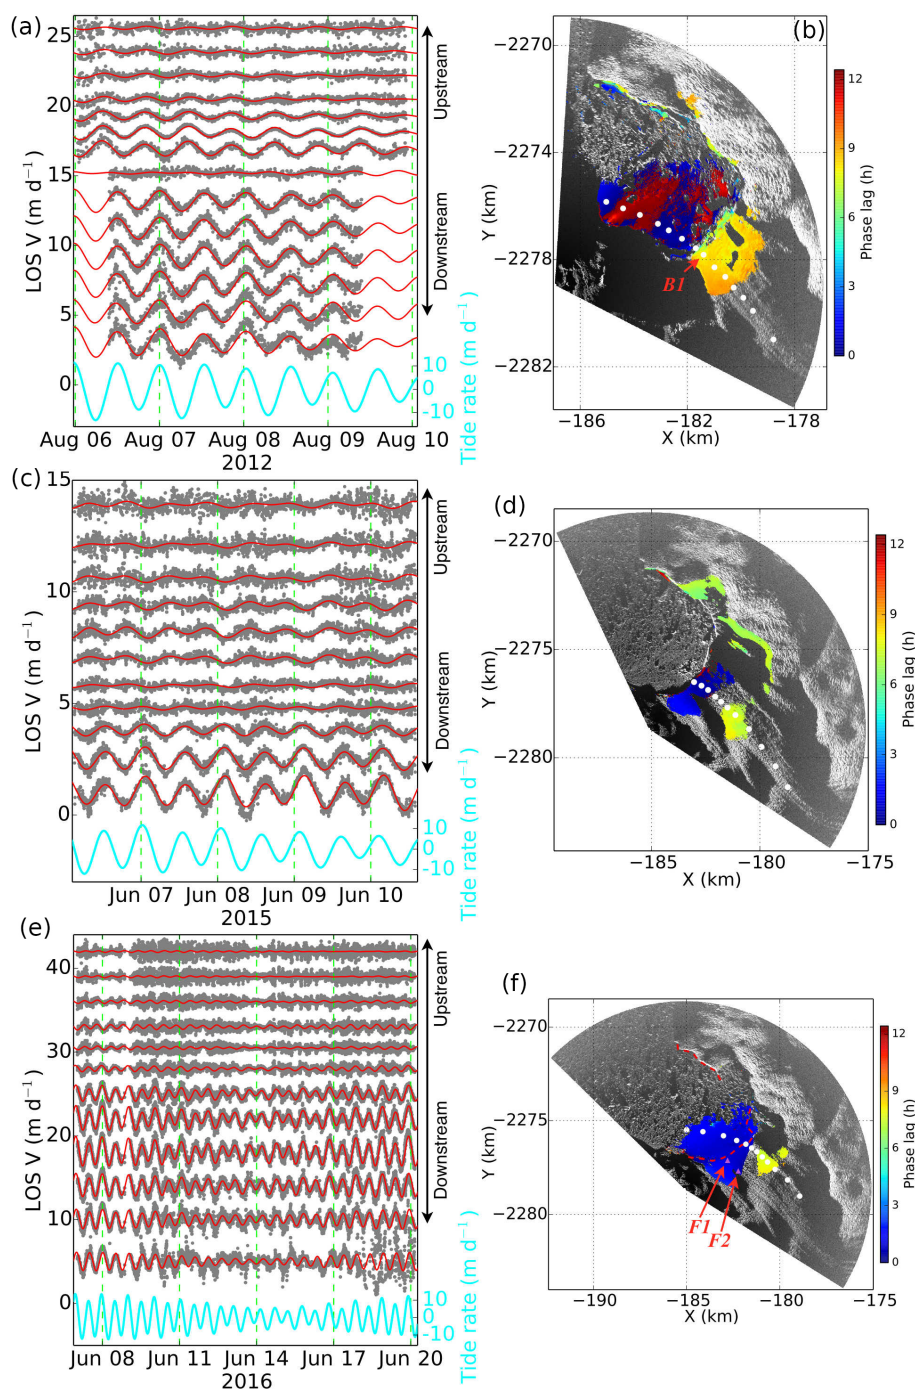 (a)
25
20
15
10
5
0
LOS V (m d⁻¹)
Upstream
Downstream
10
0
-10
Tide rate (m d⁻¹)
Aug 06
Aug 07
Aug 08
Aug 09
Aug 10
2012
(b)
−2270
−2274
−2278
−2282
Y (km)
−186
−182
−178
X (km)
B1
12
9
6
3
0
Phase lag (h)
(c)
15
10
5
0
LOS V (m d⁻¹)
Upstream
Downstream
10
0
-10
Tide rate (m d⁻¹)
Jun 07
Jun 08
Jun 09
Jun 10
2015
(d)
−2270
−2275
−2280
Y (km)
−185
−180
−175
X (km)
12
9
6
3
0
Phase lag (h)
(e)
40
30
20
10
0
LOS V (m d⁻¹)
Upstream
Downstream
10
0
-10
Tide rate (m d⁻¹)
Jun 08
Jun 11
Jun 14
Jun 17
Jun 20
2016
(f)
−2270
−2275
−2280
Y (km)
−190
−185
−180
−175
X (km)
F1
F2
12
9
6
3
0
Phase lag (h)